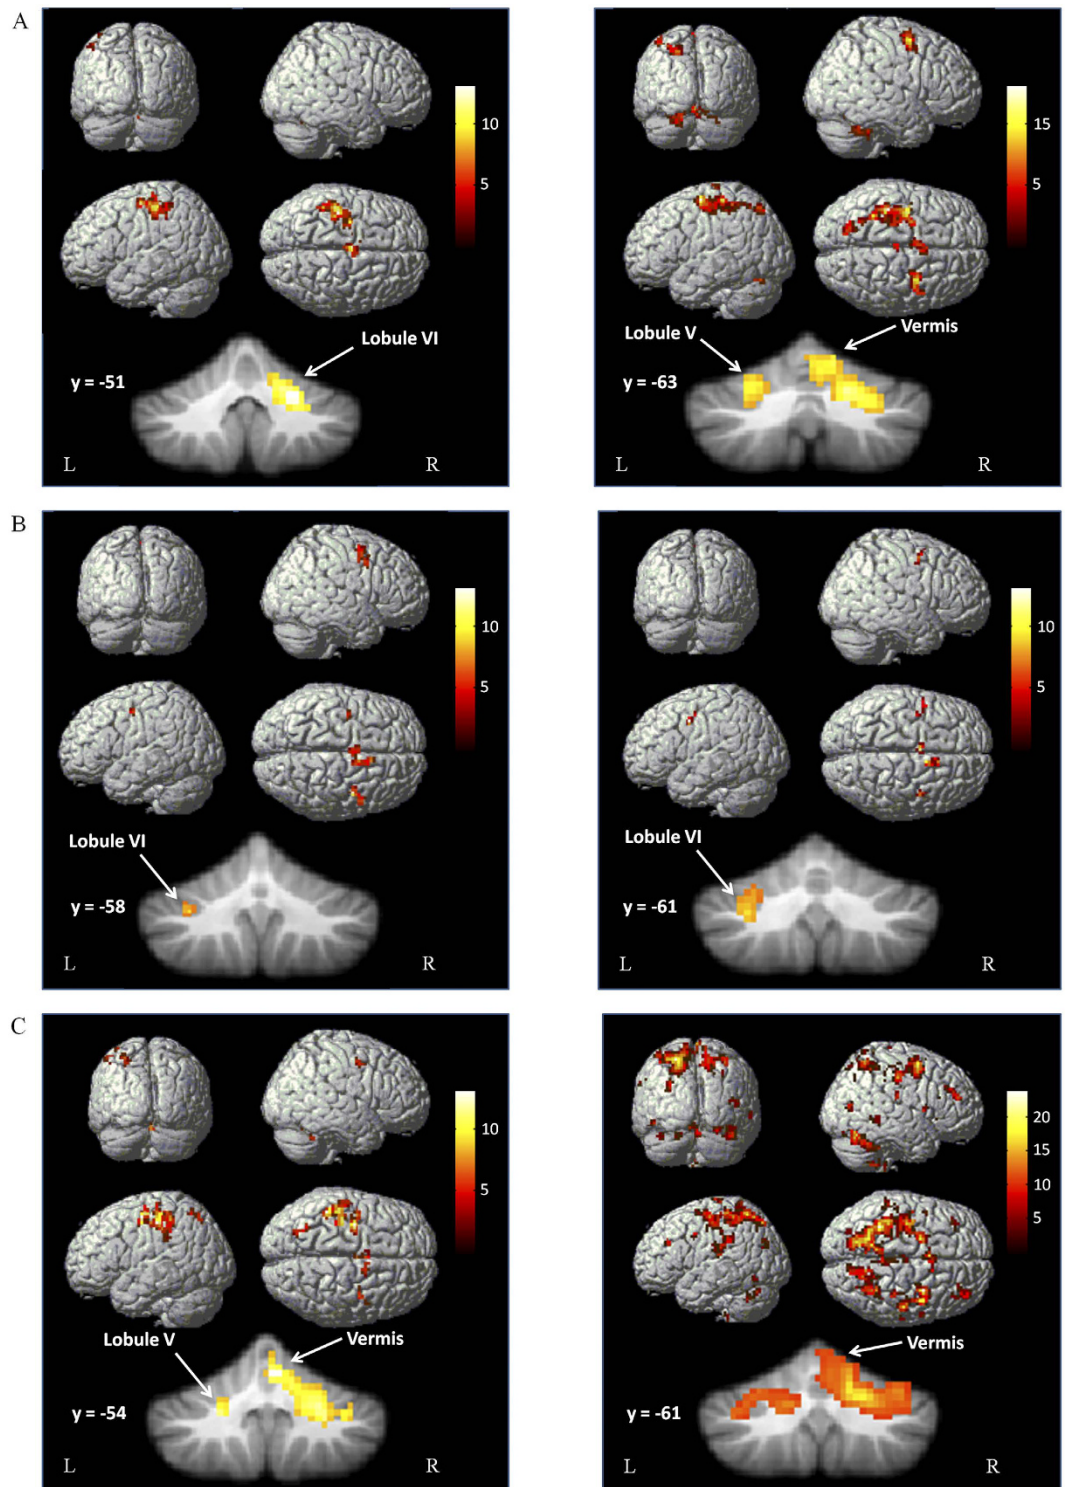 A
10
5
Lobule VI
y = -51
L
R
15
5
Lobule V
Vermis
y = -63
L
R
B
10
5
Lobule VI
y = -58
L
R
10
5
Lobule VI
y = -61
L
R
C
10
5
Lobule V
Vermis
y = -54
L
R
20
15
10
5
Vermis
y = -61
L
R